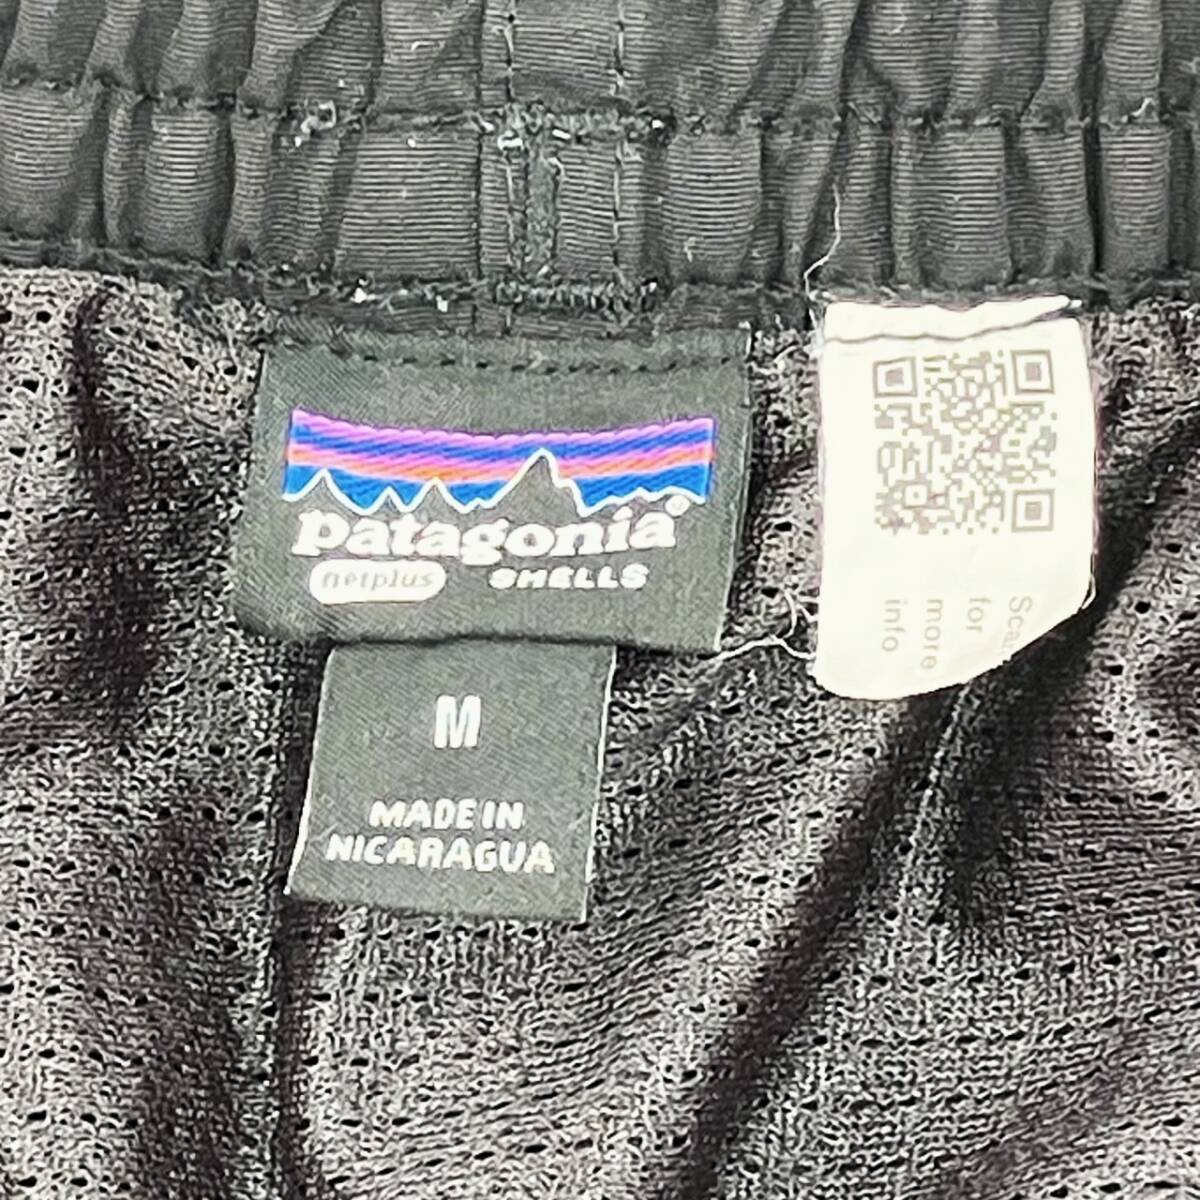 patagonia®
netplus SHELLS
M
MADE IN
NICARAGUA
Scan
for
more
info